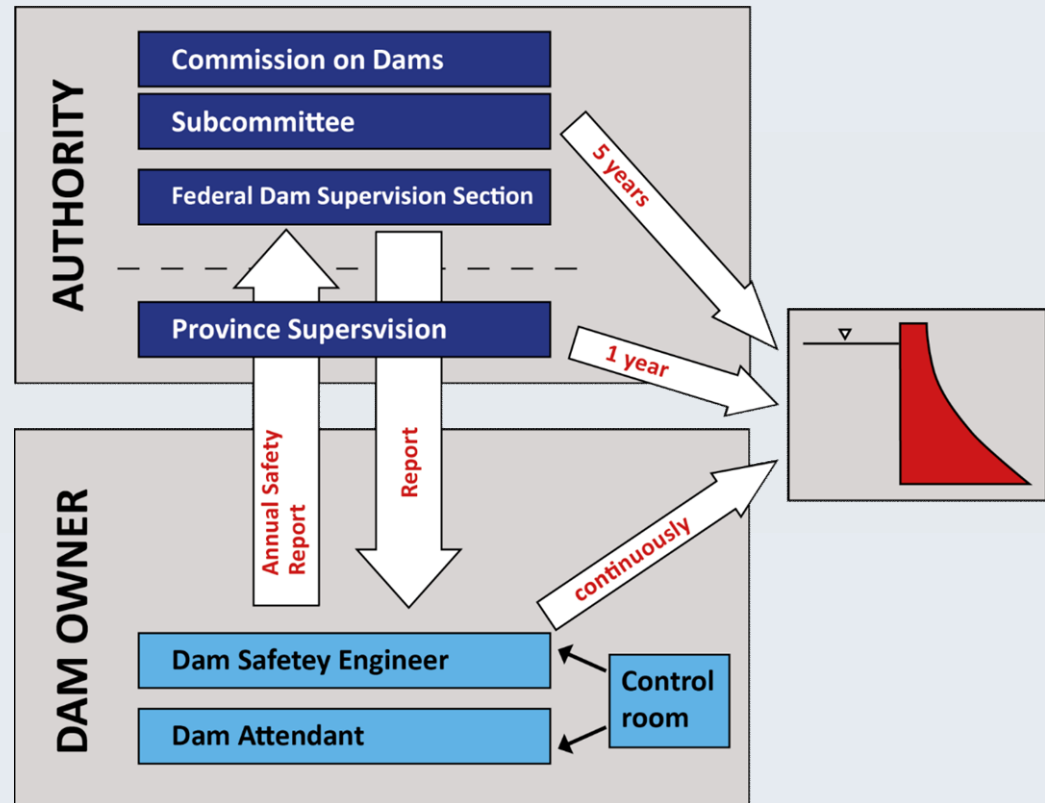 AUTHORITY
Commission on Dams
Subcommittee
Federal Dam Supervision Section
Province Supersvision
5 years
1 year
Annual Safety
Report
Report
continuously
DAM OWNER
Dam Safetey Engineer
Dam Attendant
Control
room